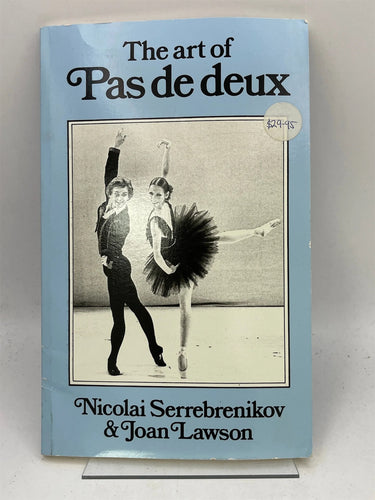 The art of
Pas de deux
$29-95
Nicolai Serrebrenikov
& Joan Lawson